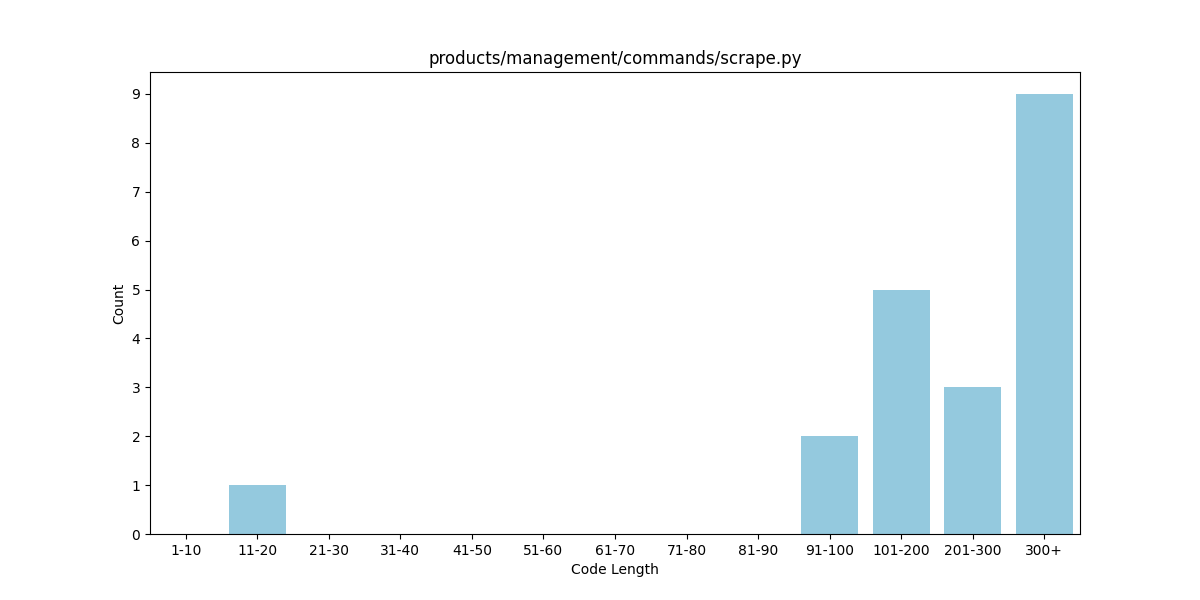 products/management/commands/scrape.py
9
8
7
6
5
4
3
2
1
0
Count
1-10 11-20 21-30 31-40 41-50 51-60 61-70 71-80 81-90 91-100 101-200 201-300 300+
Code Length